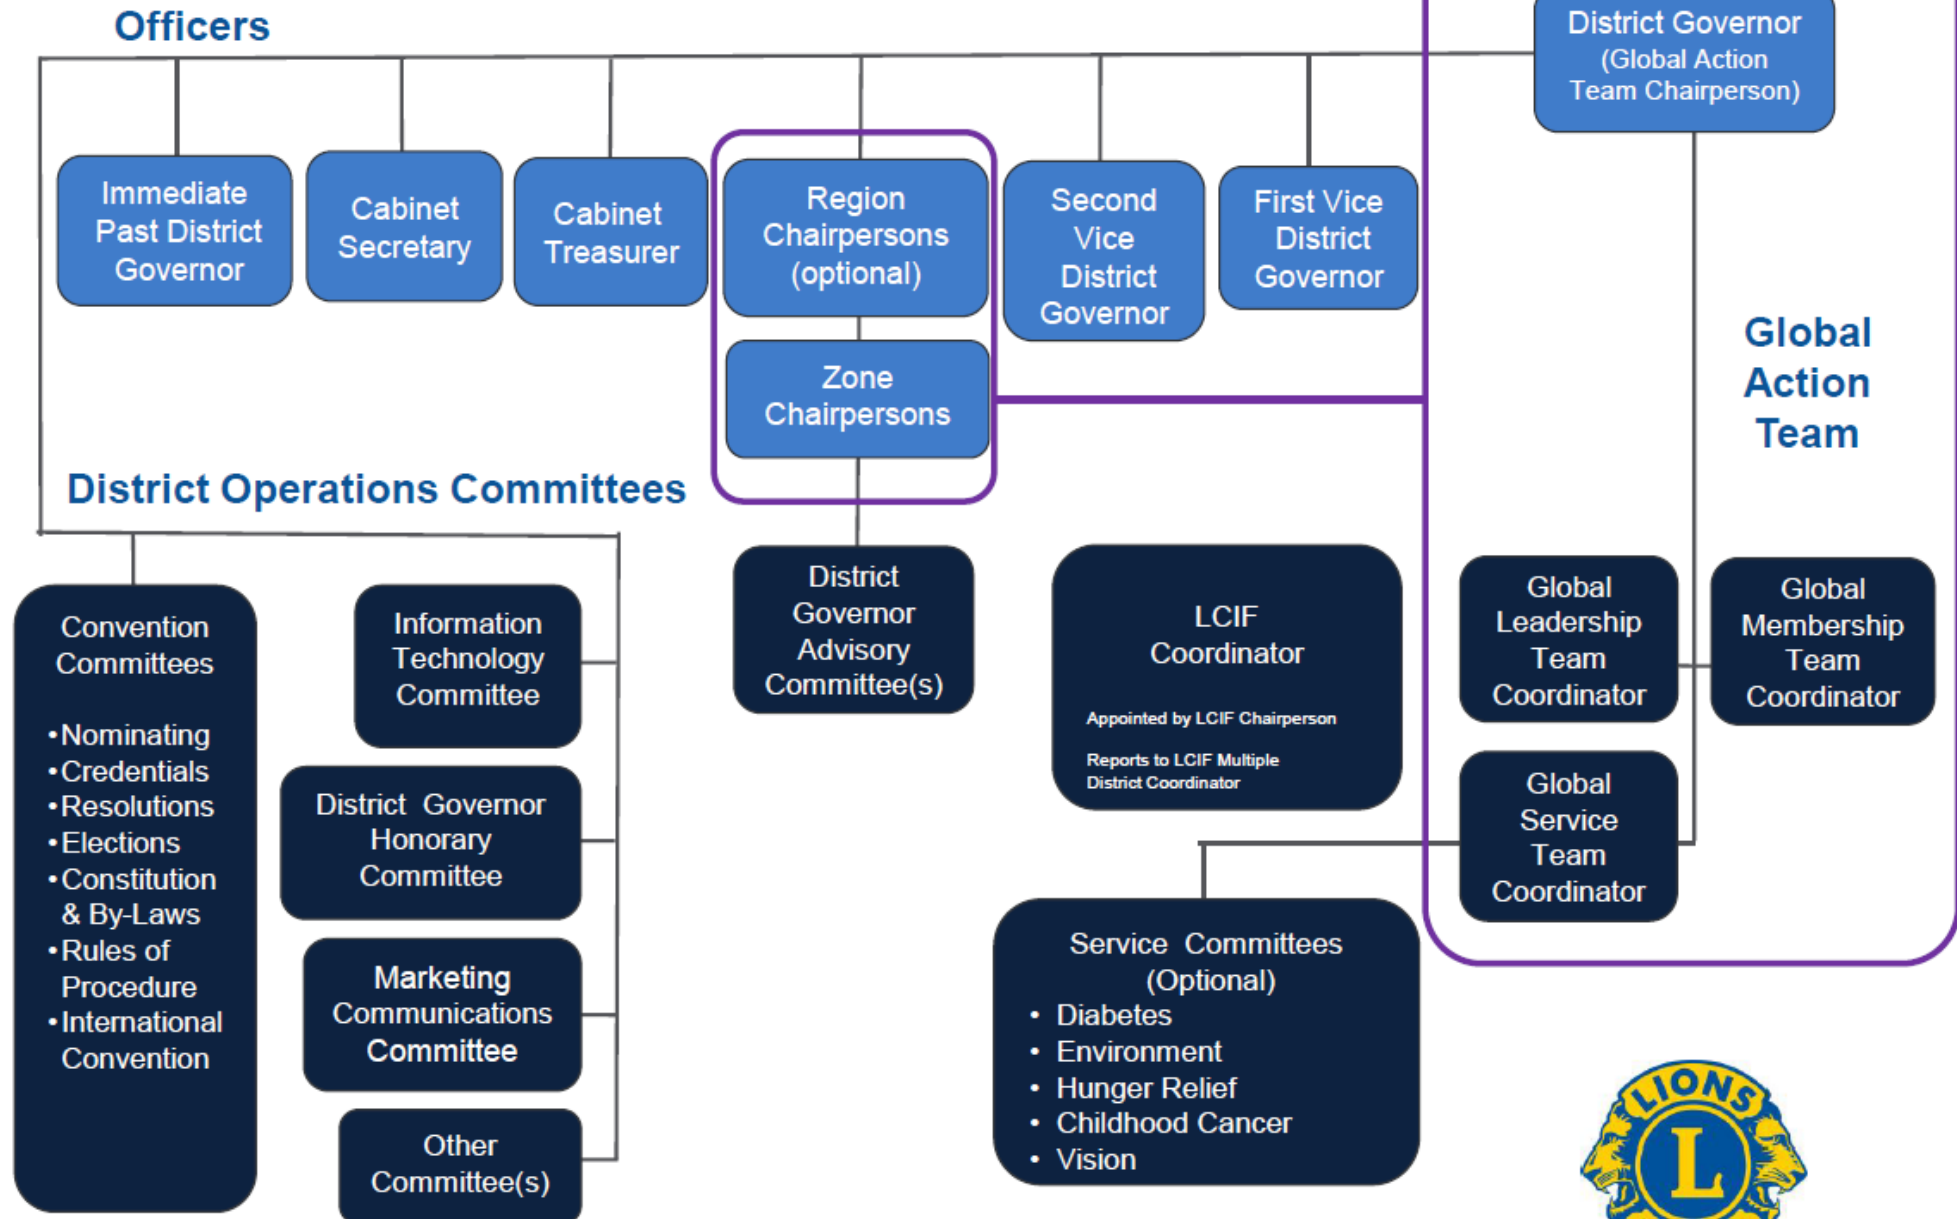 Officers
District Governor
(Global Action
Team Chairperson)
Immediate
Past District
Governor
Cabinet
Secretary
Cabinet
Treasurer
Region
Chairpersons
(optional)
Second
Vice
District
Governor
First Vice
District
Governor
Zone
Chairpersons
Global
Action
Team
District Operations Committees
Convention
Committees
•Nominating
•Credentials
•Resolutions
•Elections
•Constitution
& By-Laws
•Rules of
Procedure
•International
Convention
Information
Technology
Committee
District Governor
Honorary
Committee
Marketing
Communications
Committee
Other
Committee(s)
District
Governor
Advisory
Committee(s)
LCIF
Coordinator
Appointed by LCIF Chairperson
Reports to LCIF Multiple
District Coordinator
Global
Leadership
Team
Coordinator
Global
Membership
Team
Coordinator
Global
Service
Team
Coordinator
Service Committees
(Optional)
• Diabetes
• Environment
• Hunger Relief
• Childhood Cancer
• Vision
LIONS
L